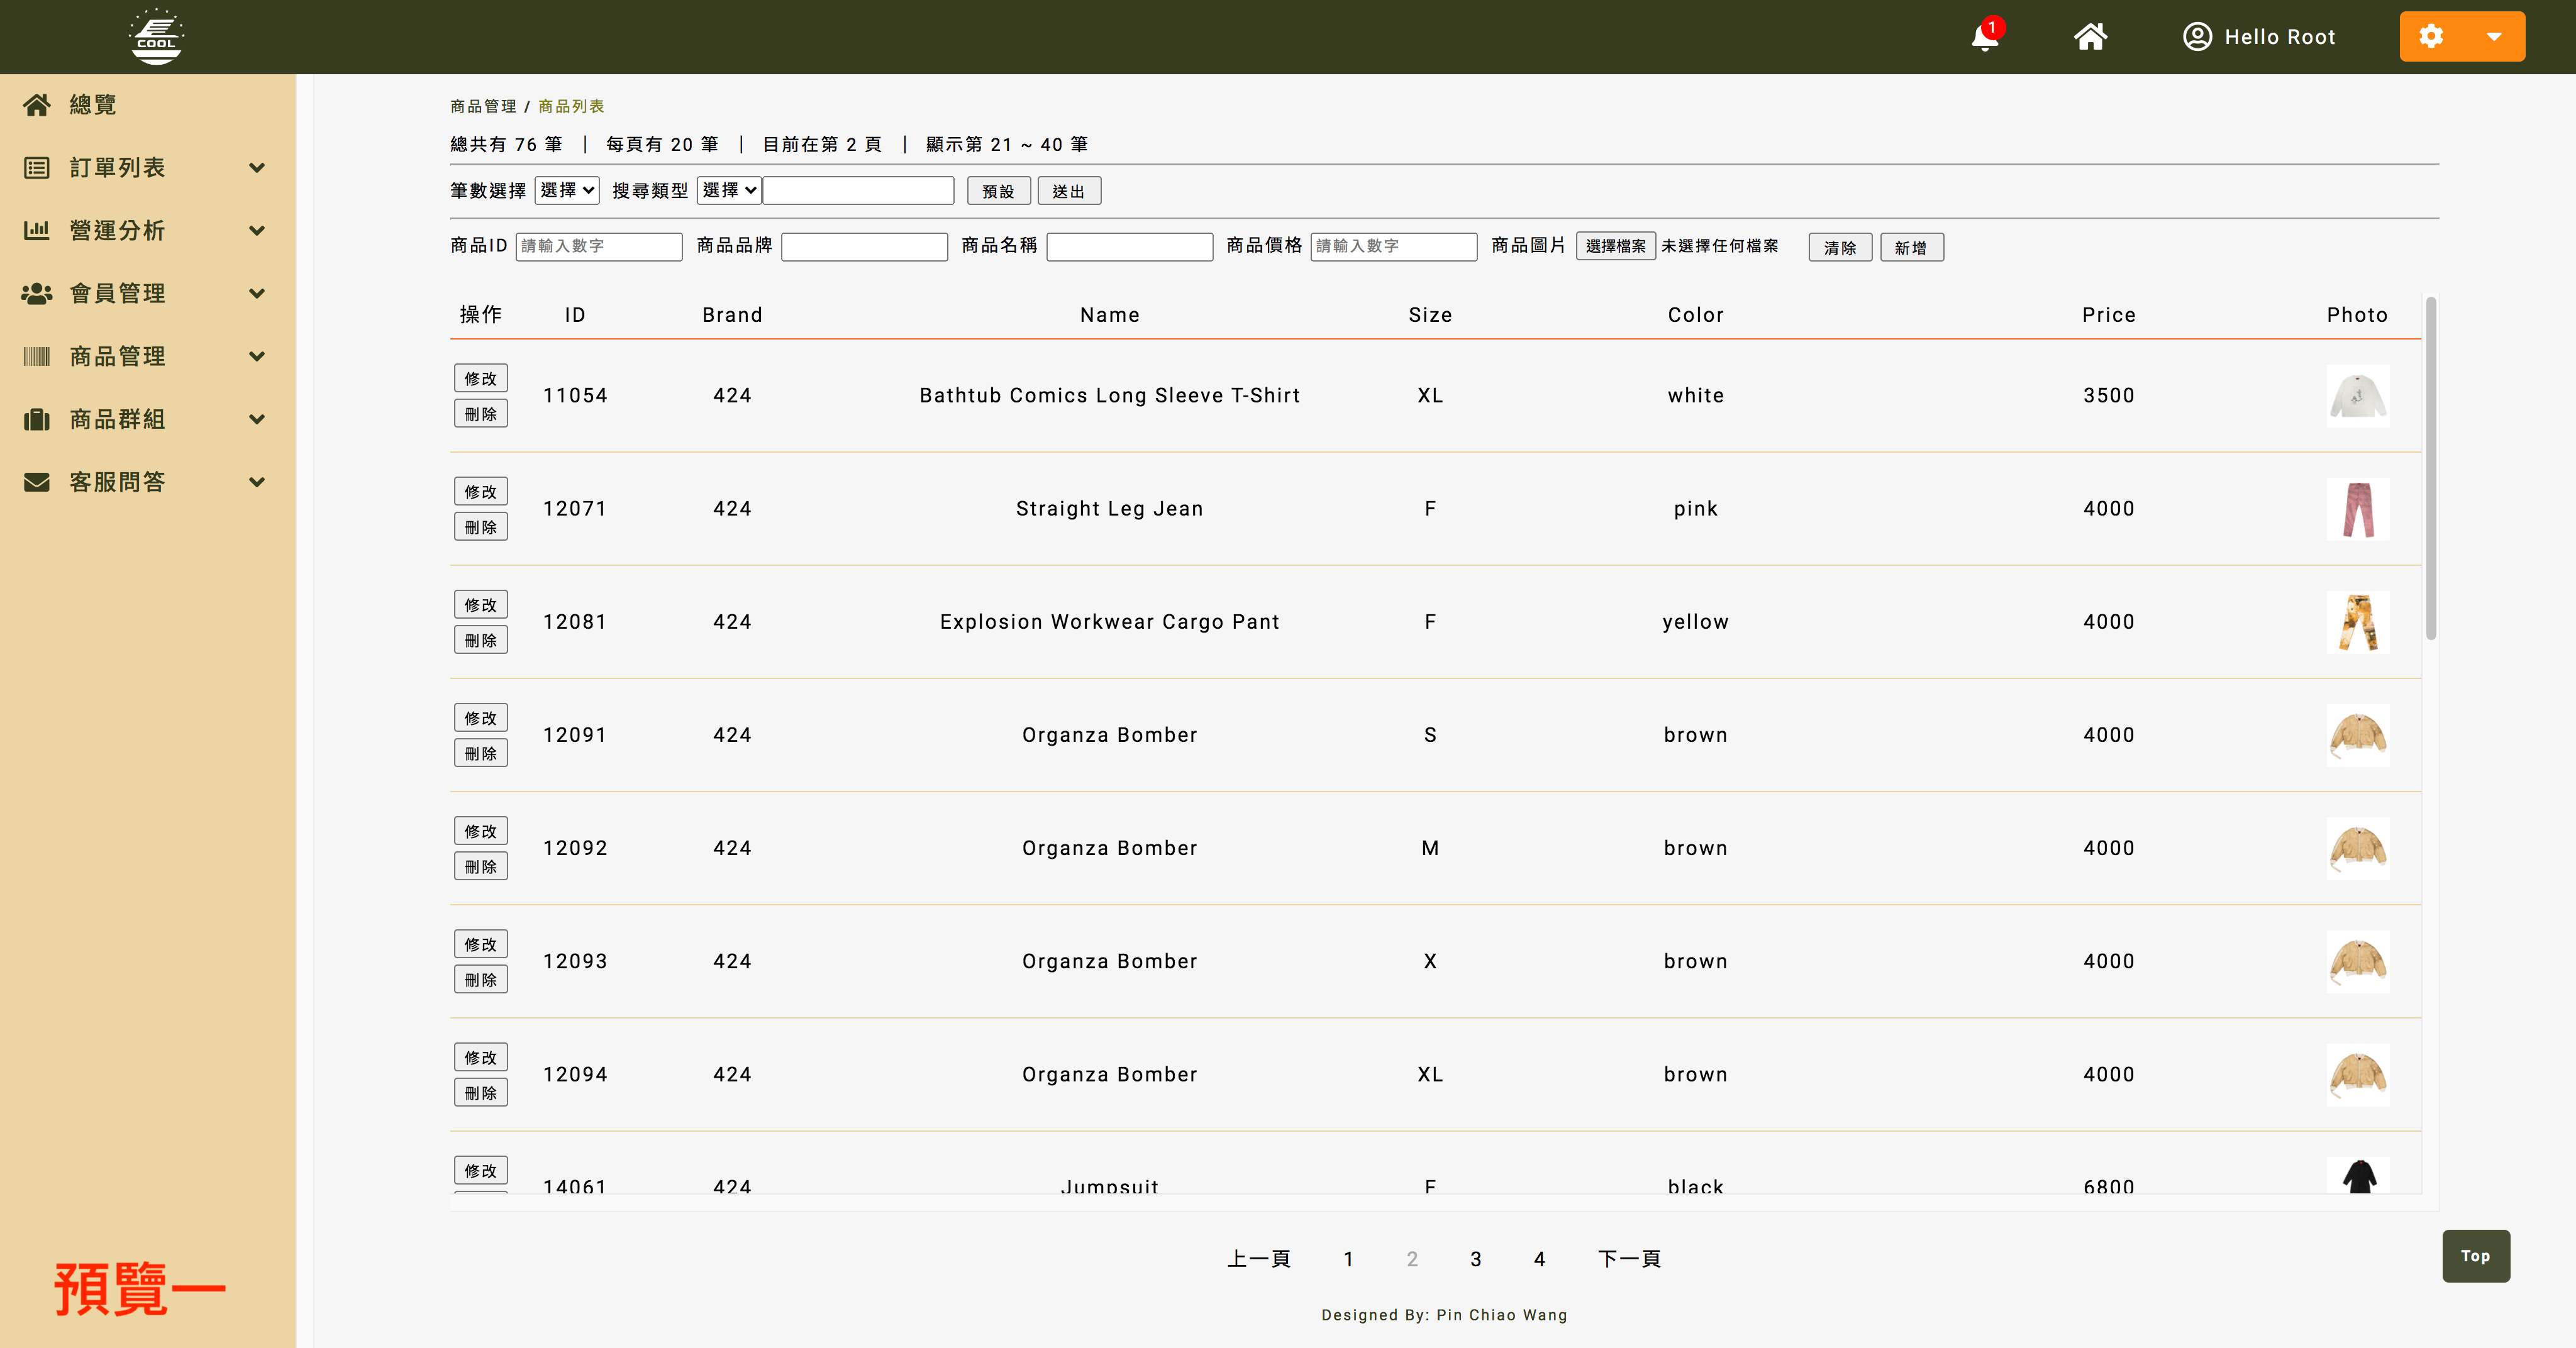 COOL
1
Hello Root
總覽
訂單列表
營運分析
會員管理
商品管理
商品群組
客服問答
預覽一
商品管理 / 商品列表
總共有 76 筆 | 每頁有 20 筆 | 目前在第 2 頁 | 顯示第 21 ~ 40 筆
筆數選擇 選擇 搜尋類型 選擇 預設 送出
商品ID 請輸入數字 商品品牌 商品名稱 商品價格 請輸入數字 商品圖片 選擇檔案 未選擇任何檔案 清除 新增
操作 ID Brand Name Size Color Price Photo
修改
刪除
11054 424 Bathtub Comics Long Sleeve T-Shirt XL white 3500
修改
刪除
12071 424 Straight Leg Jean F pink 4000
修改
刪除
12081 424 Explosion Workwear Cargo Pant F yellow 4000
修改
刪除
12091 424 Organza Bomber S brown 4000
修改
刪除
12092 424 Organza Bomber M brown 4000
修改
刪除
12093 424 Organza Bomber X brown 4000
修改
刪除
12094 424 Organza Bomber XL brown 4000
修改
14061 424 Jumpsuit F black 6800
上一頁 1 2 3 4 下一頁
Top
Designed By: Pin Chiao Wang